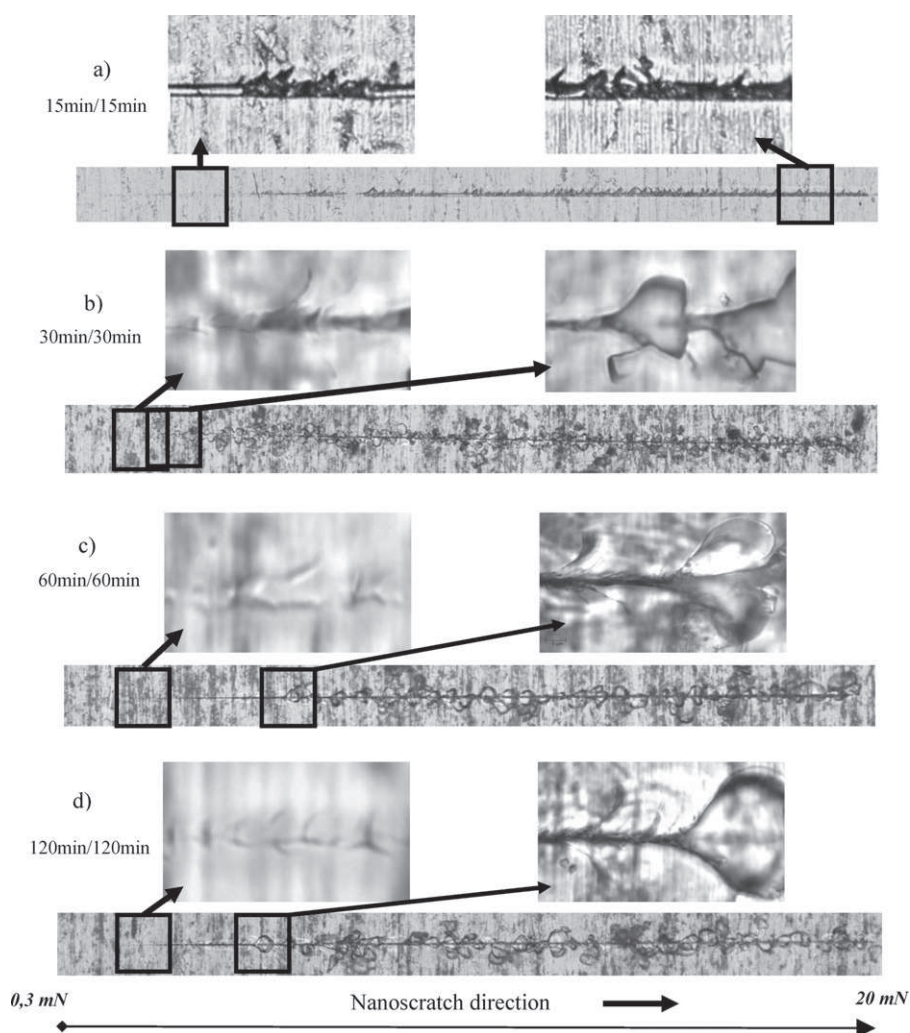 a)
15min/15min
b)
30min/30min
c)
60min/60min
d)
120min/120min
0,3 mN
Nanoscratch direction
20 mN